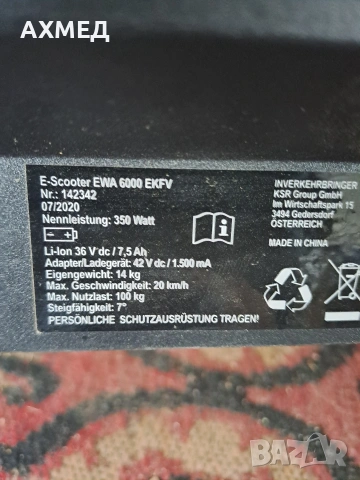 АХМЕД
E-Scooter EWA 6000 EKFV
Nr.: 142342
07/2020
Nennleistung: 350 Watt
Li-Ion 36 V dc / 7,5 Ah
Adapter/Ladegerät: 42 V dc / 1.500 mA
Eigengewicht: 14 kg
Max. Geschwindigkeit: 20 km/h
Max. Nutzlast: 100 kg
Steigfähigkeit: 7°
PERSÖNLICHE SCHUTZAUSRÜSTUNG TRAGEN!
INVERKEHRBRINGER
KSR Group GmbH
Im Wirtschaftspark 15
3494 Gedersdorf
ÖSTERREICH
MADE IN CHINA
BAZAR